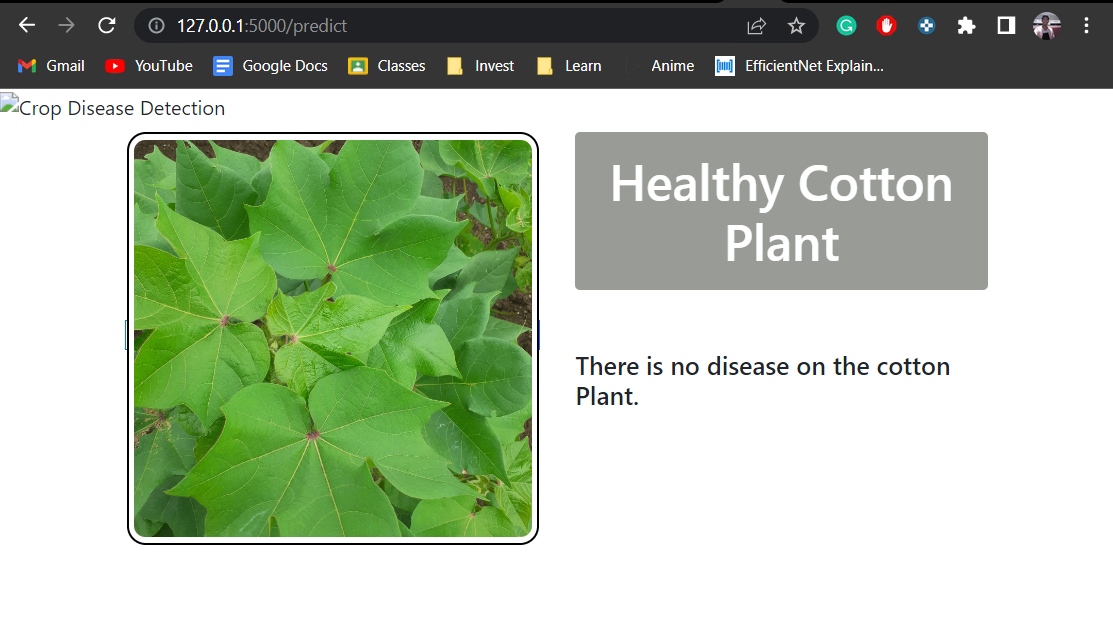 127.0.0.1:5000/predict
Gmail YouTube Google Docs Classes Invest Learn Anime EfficientNet Explain...
Crop Disease Detection
Healthy Cotton
Plant
There is no disease on the cotton
Plant.